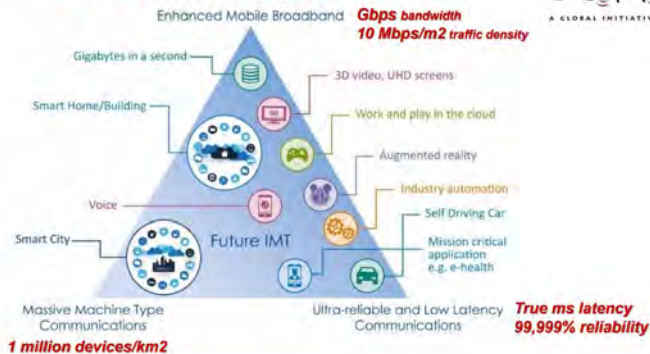 Enhanced Mobile Broadband
Gbps bandwidth
10 Mbps/m2 traffic density
A GLOBAL INITIATIVE
Gigabytes in a second
3D video, UHD screens
Smart Home/Building
Work and play in the cloud
Augmented reality
Industry automation
Voice
Self Driving Car
Smart City
Future IMT
Mission critical
application
e.g. e-health
Massive Machine Type
Communications
1 million devices/km2
Ultra-reliable and Low Latency
Communications
True ms latency
99,999% reliability